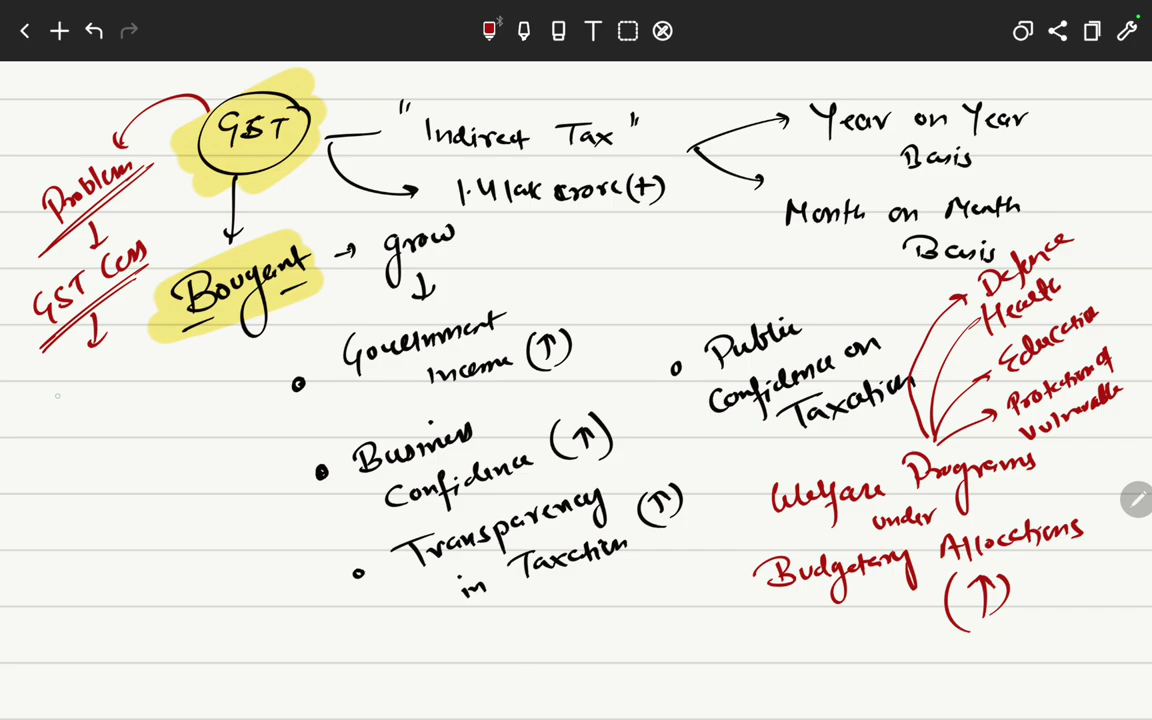 GST
"Indirect Tax"
1.41 lak crore (+)
Year on Year
Basis
Month on Month
Basis
Problem
GST Cess
Bouyant → grow
Government
Income (↑)
Business
Confidence (↑)
Transparency (↑)
in Taxation
Public
Confidence on
Taxation
Defence
Health
Education
Protection of
Vulnerable
Welfare Programs
under
Budgetary Allocations
(↑)